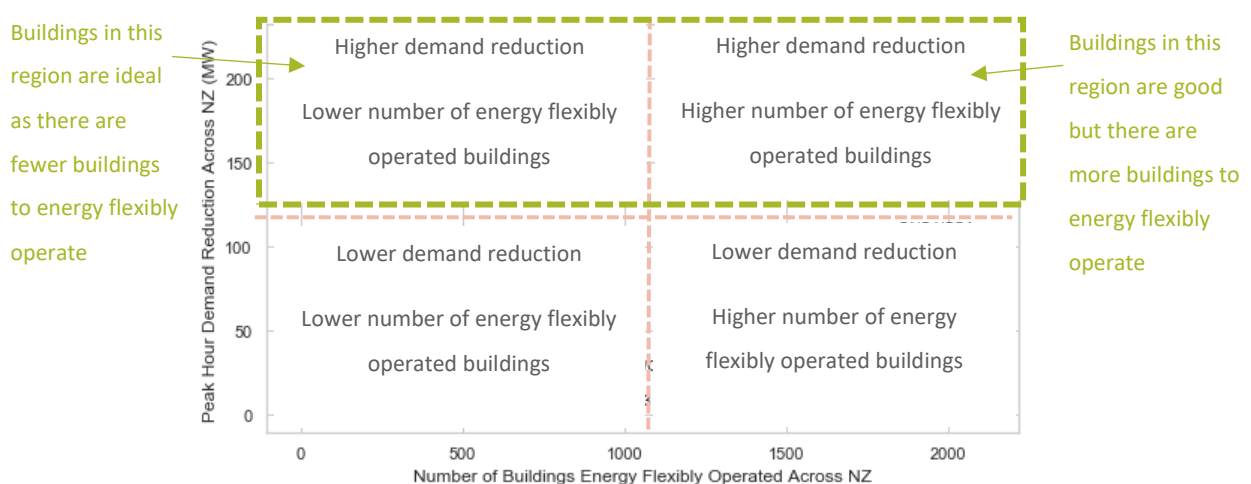 Buildings in this
region are ideal
as there are
fewer buildings
to energy flexibly
operate
Peak Hour Demand Reduction Across NZ (MW)
200
150
100
50
0
Higher demand reduction
Lower number of energy flexibly
operated buildings
Higher demand reduction
Higher number of energy flexibly
operated buildings
Lower demand reduction
Lower number of energy flexibly
operated buildings
Lower demand reduction
Higher number of energy
flexibly operated buildings
0
500
1000
1500
2000
Number of Buildings Energy Flexibly Operated Across NZ
Buildings in this
region are good
but there are
more buildings to
energy flexibly
operate